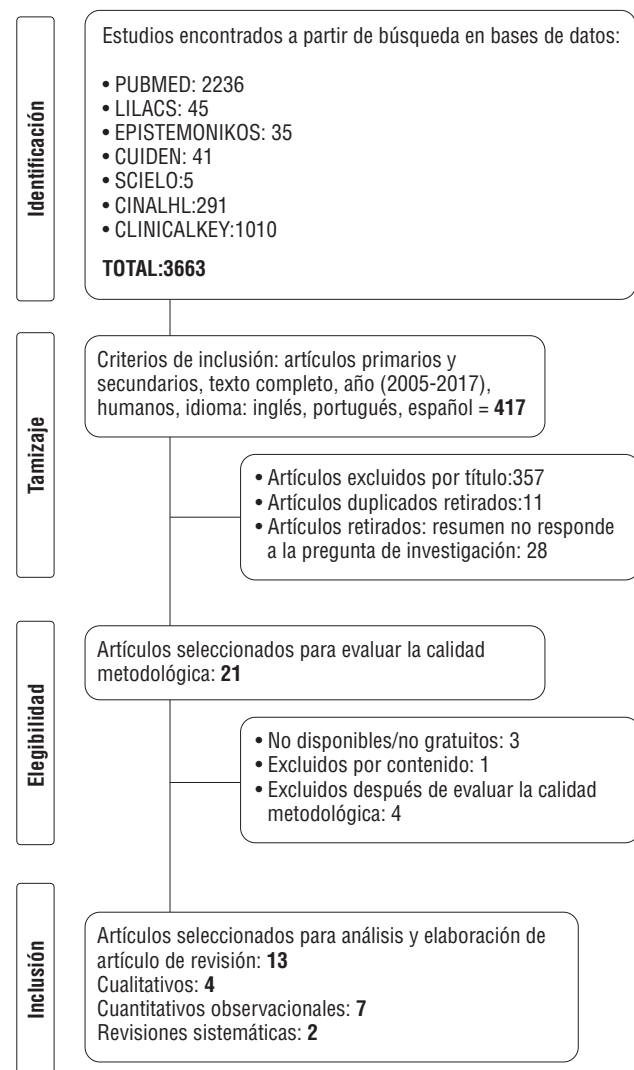 Identificación
Estudios encontrados a partir de búsqueda en bases de datos:
• PUBMED: 2236
• LILACS: 45
• EPISTEMONIKOS: 35
• CUIDEN: 41
• SCIELO:5
• CINALHL:291
• CLINICALKEY:1010
TOTAL:3663
Tamizaje
Criterios de inclusión: artículos primarios y
secundarios, texto completo, año (2005-2017),
humanos, idioma: inglés, portugués, español = 417
• Artículos excluidos por título:357
• Artículos duplicados retirados:11
• Artículos retirados: resumen no responde
a la pregunta de investigación: 28
Elegibilidad
Artículos seleccionados para evaluar la calidad
metodológica: 21
• No disponibles/no gratuitos: 3
• Excluidos por contenido: 1
• Excluidos después de evaluar la calidad
metodológica: 4
Inclusión
Artículos seleccionados para análisis y elaboración de
artículo de revisión: 13
Cualitativos: 4
Cuantitativos observacionales: 7
Revisiones sistemáticas: 2